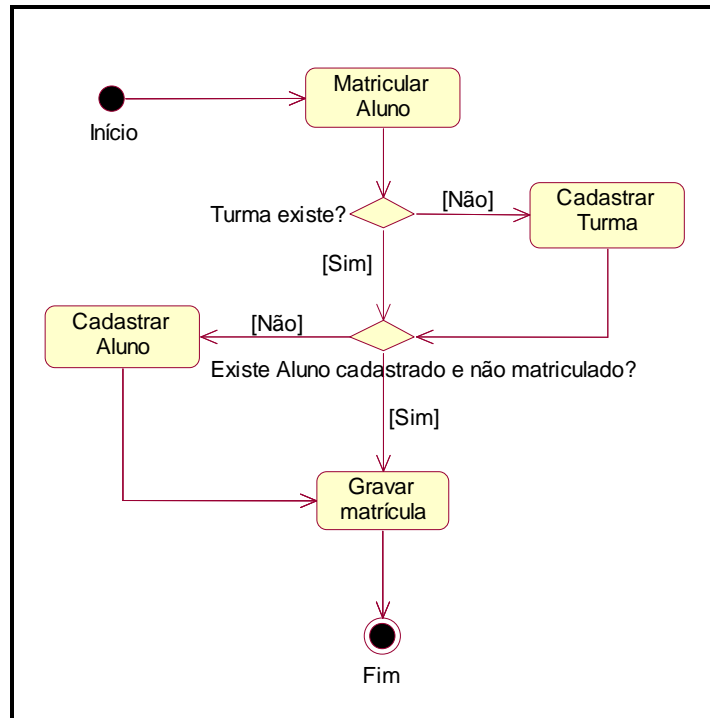 Matricular
Aluno
Início
Turma existe?
[Não]
Cadastrar
Turma
[Sim]
Cadastrar
Aluno
[Não]
Existe Aluno cadastrado e não matriculado?
[Sim]
Gravar
matrícula
Fim